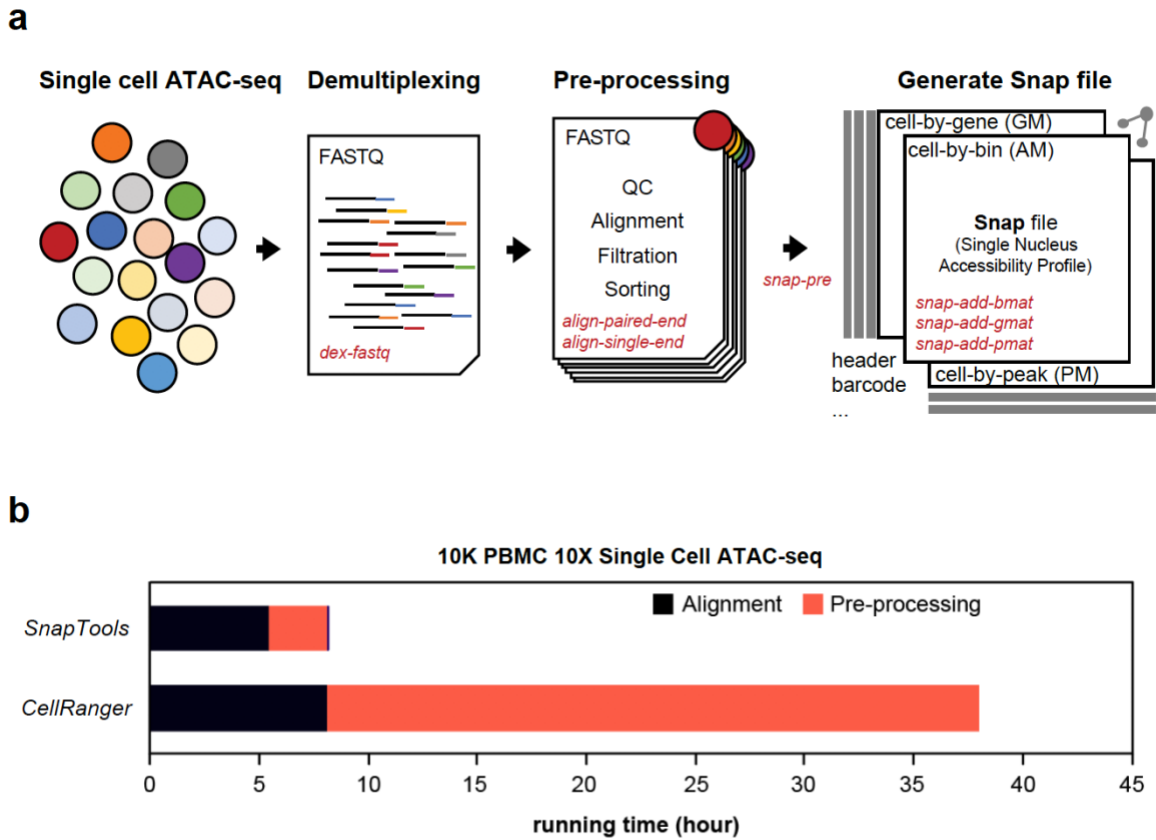 a
Single cell ATAC-seq
Demultiplexing
Pre-processing
Generate Snap file
FASTQ
dex-fastq
FASTQ
QC
Alignment
Filtration
Sorting
align-paired-end
align-single-end
snap-pre
cell-by-gene (GM)
cell-by-bin (AM)
Snap file
(Single Nucleus
Accessibility Profile)
snap-add-bmat
snap-add-gmat
snap-add-pmat
header
barcode
...
cell-by-peak (PM)
b
10K PBMC 10X Single Cell ATAC-seq
Alignment
Pre-processing
SnapTools
CellRanger
0 5 10 15 20 25 30 35 40 45
running time (hour)